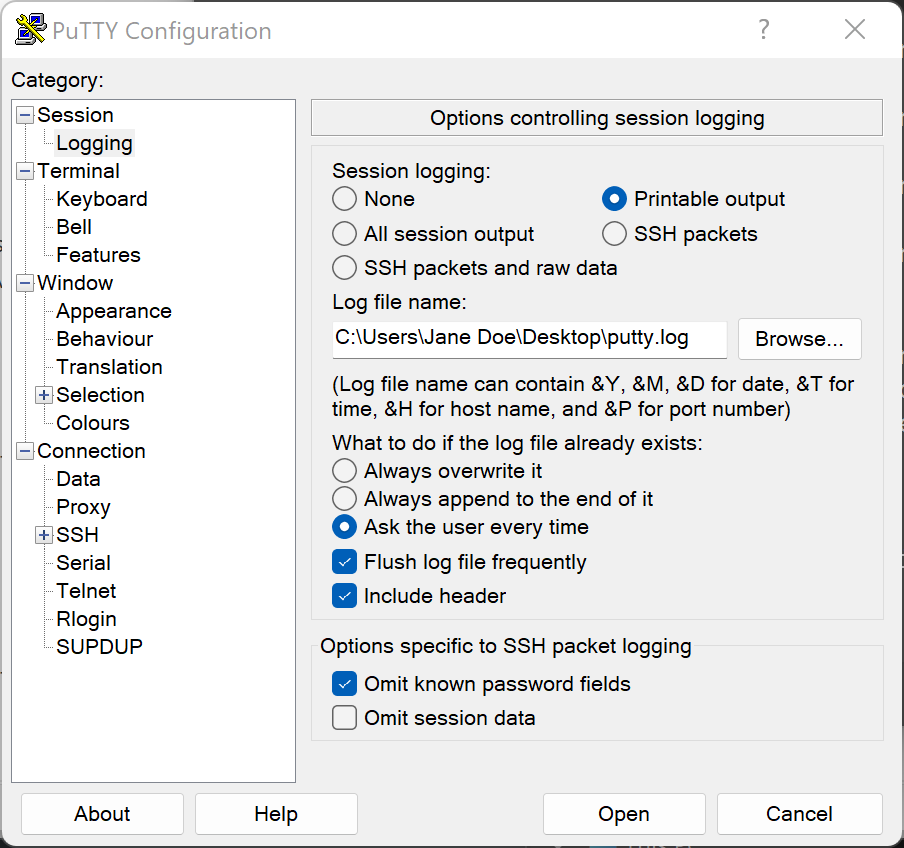 PuTTY Configuration
?
Category:
Session
Logging
Terminal
Keyboard
Bell
Features
Window
Appearance
Behaviour
Translation
Selection
Colours
Connection
Data
Proxy
SSH
Serial
Telnet
Rlogin
SUPDUP
Options controlling session logging
Session logging:
None
Printable output
All session output
SSH packets
SSH packets and raw data
Log file name:
C:\Users\Jane Doe\Desktop\putty.log
Browse...
(Log file name can contain &Y, &M, &D for date, &T for
time, &H for host name, and &P for port number)
What to do if the log file already exists:
Always overwrite it
Always append to the end of it
Ask the user every time
Flush log file frequently
Include header
Options specific to SSH packet logging
Omit known password fields
Omit session data
About
Help
Open
Cancel